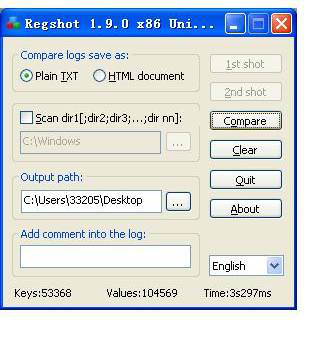 Regshot 1.9.0 x86 Uni...
Compare logs save as:
Plain TXT
HTML document
1st shot
2nd shot
Scan dir1[;dir2;dir3;...;dir nn]:
C:\Windows
...
Compare
Clear
Output path:
C:\Users\33205\Desktop
...
Quit
About
Add comment into the log:
English
Keys:53368 Values:104569 Time:3s297ms